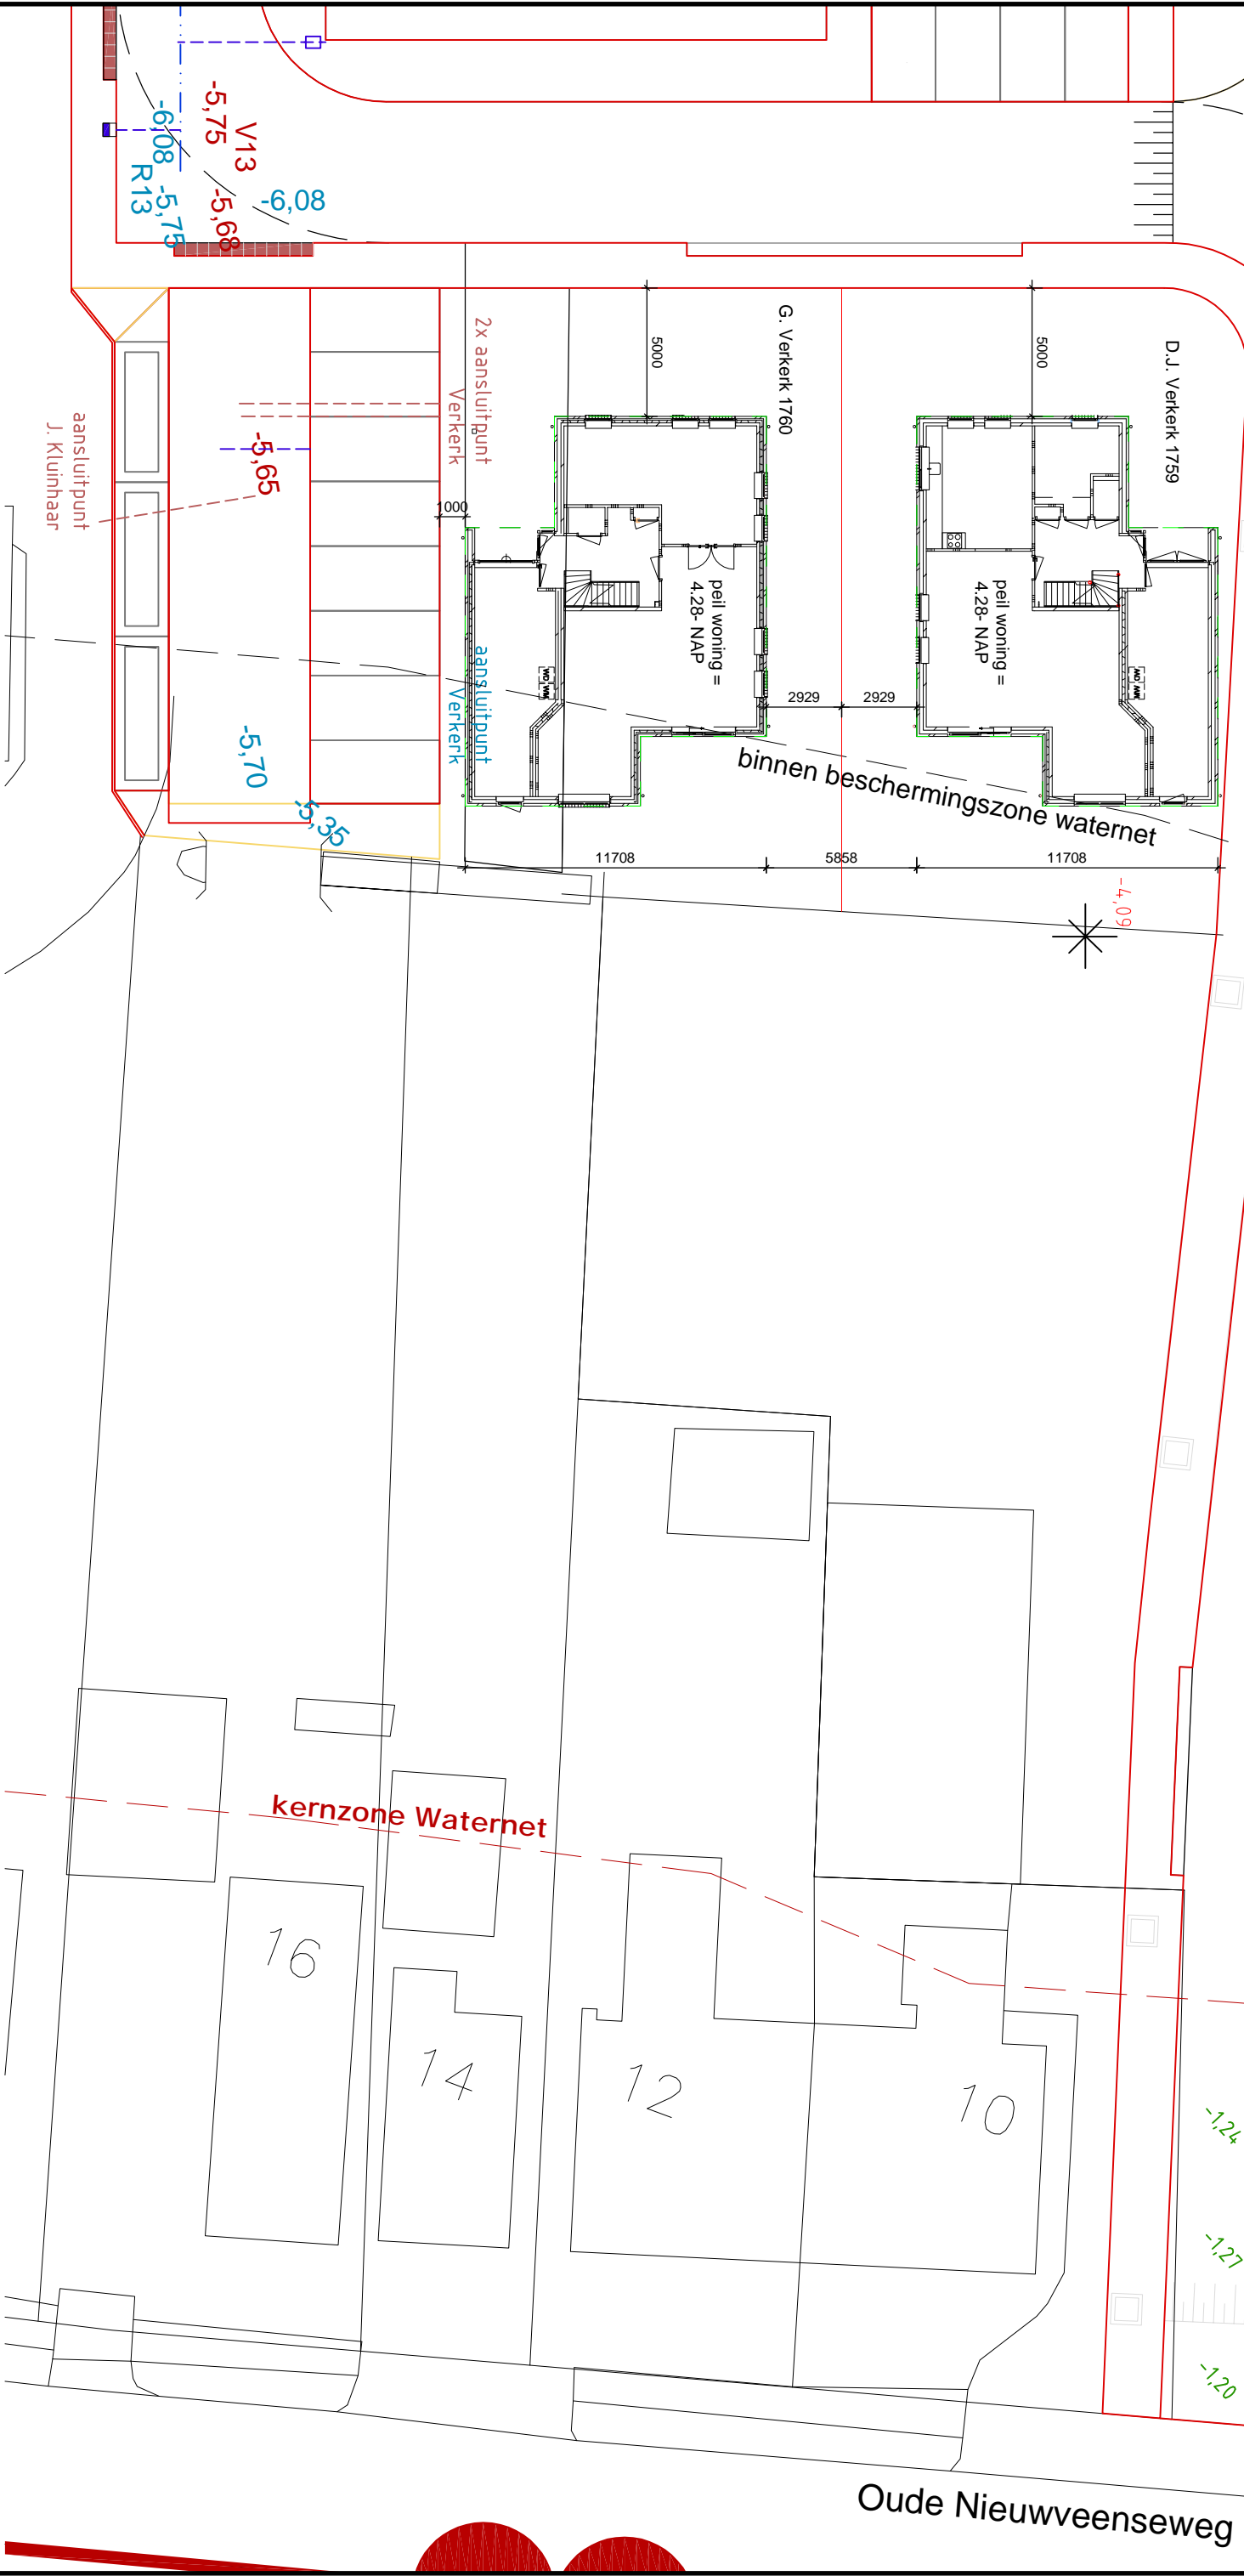 -5,75
V13
-6,08
R13
-5,75
-5,68
-6,08
G. Verkerk 1760
D.J. Verkerk 1759
5000
5000
2x aansluitpunt
Verkerk
aansluitpunt
J. Kluinhaar
-5,65
1000
peil woning =
4.28- NAP
peil woning =
4.28- NAP
aansluitpunt
Verkerk
2929
2929
-5,70
-5,35
binnen beschermingszone waternet
11708
5858
11708
-4,09
kernzone Waternet
16
14
12
10
-1,24
-1,27
-1,20
Oude Nieuwveenseweg